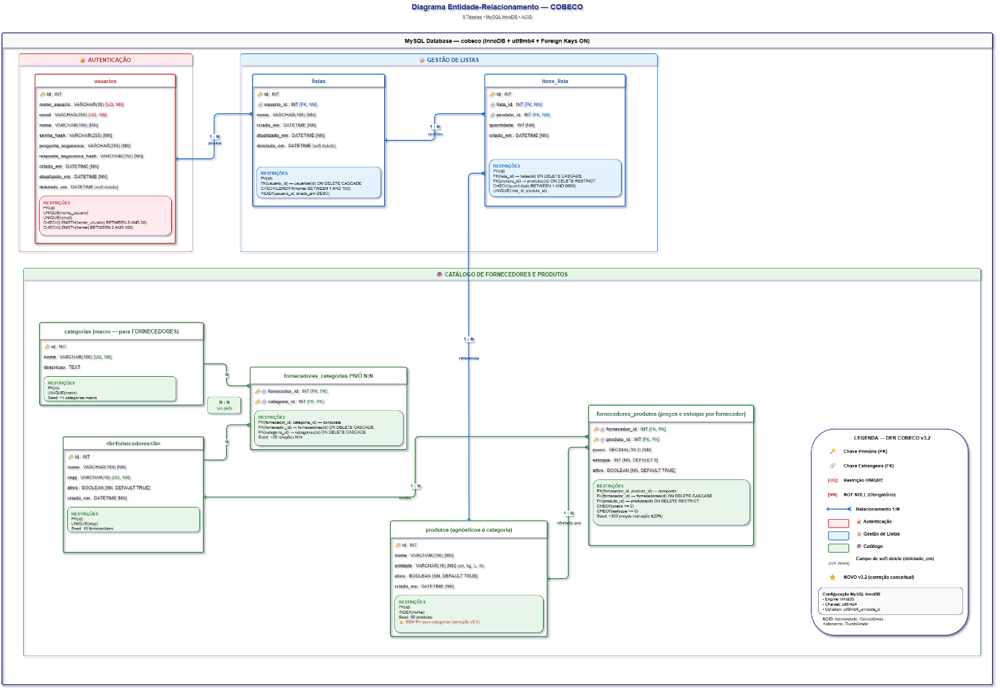 Diagrama Entidade-Relacionamento — COBECO
8 Tabelas • MySQL InnoDB • ACID
MySQL Database — cobeco (InnoDB + utf8mb4 + Foreign Keys ON)
🔒 AUTENTICAÇÃO
usuarios
🔑 id : INT
nome_usuario : VARCHAR(30) [UQ, NN]
email : VARCHAR(255) [UQ, NN]
nome : VARCHAR(100) [NN]
senha_hash : VARCHAR(255) [NN]
pergunta_seguranca : VARCHAR(255) [NN]
resposta_seguranca_hash : VARCHAR(255) [NN]
criado_em : DATETIME [NN]
atualizado_em : DATETIME [NN]
deletado_em : DATETIME [soft delete]
RESTRIÇÕES
PK(id)
UNIQUE(nome_usuario)
UNIQUE(email)
CHECK(LENGTH(nome_usuario) BETWEEN 3 AND 30)
CHECK(LENGTH(nome) BETWEEN 2 AND 100)
1 : N
possui
📝 GESTÃO DE LISTAS
listas
🔑 id : INT
🔗 usuario_id : INT [FK, NN]
nome : VARCHAR(100) [NN]
criado_em : DATETIME [NN]
atualizado_em : DATETIME [NN]
deletado_em : DATETIME [soft delete]
RESTRIÇÕES
PK(id)
FK(usuario_id) → usuarios(id) ON DELETE CASCADE
CHECK(LENGTH(nome) BETWEEN 1 AND 100)
INDEX(usuario_id, criado_em DESC)
1 : N
contém
itens_lista
🔑 id : INT
🔗 lista_id : INT [FK, NN]
🔗 produto_id : INT [FK, NN]
quantidade : INT [NN]
criado_em : DATETIME [NN]
RESTRIÇÕES
PK(id)
FK(lista_id) → listas(id) ON DELETE CASCADE
FK(produto_id) → produtos(id) ON DELETE RESTRICT
CHECK(quantidade BETWEEN 1 AND 9999)
UNIQUE(lista_id, produto_id)
📚 CATÁLOGO DE FORNECEDORES E PRODUTOS
1 : N
referencia
categorias (macro — para FORNECEDORES)
🔑 id : INT
nome : VARCHAR(100) [UQ, NN]
descricao : TEXT
RESTRIÇÕES
PK(id)
UNIQUE(nome)
Seed: 11 categorias macro
N
N : N
(via pivô)
N
fornecedores_categorias PIVÔ N:N
🔑🔗 fornecedor_id : INT [FK, PK]
🔑🔗 categoria_id : INT [FK, PK]
RESTRIÇÕES
PK(fornecedor_id, categoria_id) — composta
FK(fornecedor_id) → fornecedores(id) ON DELETE CASCADE
FK(categoria_id) → categorias(id) ON DELETE CASCADE
Seed: ~25 relações N:N
<b>fornecedores</b>
🔑 id : INT
nome : VARCHAR(150) [NN]
cnpj : VARCHAR(18) [UQ, NN]
ativo : BOOLEAN [NN, DEFAULT TRUE]
criado_em : DATETIME [NN]
RESTRIÇÕES
PK(id)
UNIQUE(cnpj)
Seed: 10 fornecedores
1 : N
vende
fornecedores_produtos (preços e estoque por fornecedor)
🔑🔗 fornecedor_id : INT [FK, PK]
🔑🔗 produto_id : INT [FK, PK]
preco : DECIMAL(10,2) [NN]
estoque : INT [NN, DEFAULT 0]
ativo : BOOLEAN [NN, DEFAULT TRUE]
RESTRIÇÕES
PK(fornecedor_id, produto_id) — composta
FK(fornecedor_id) → fornecedores(id) ON DELETE CASCADE
FK(produto_id) → produtos(id) ON DELETE RESTRICT
CHECK(preco >= 0)
CHECK(estoque >= 0)
Seed: ~300 preços (variação ±20%)
1 : N
ofertado por
produtos (agnósticos à categoria)
🔑 id : INT
nome : VARCHAR(200) [NN]
unidade : VARCHAR(10) [NN] (un, kg, L, m)
ativo : BOOLEAN [NN, DEFAULT TRUE]
criado_em : DATETIME [NN]
RESTRIÇÕES
PK(id)
INDEX(nome)
Seed: 50 produtos
⚠️ SEM FK para categorias (correção v3.1)
LEGENDA — DER COBECO v3.2
🔑 Chave Primária (PK)
🔗 Chave Estrangeira (FK)
[UQ] Restrição UNIQUE
[NN] NOT NULL (Obrigatório)
Relacionamento 1:N
🔒 Autenticação
📝 Gestão de Listas
📚 Catálogo
[soft delete] Campo de soft delete (deletado_em)
⭐ NOVO v3.2 (correção conceitual)
Configuração MySQL InnoDB
• Engine: InnoDB
• Charset: utf8mb4
• Collation: utf8mb4_unicode_ci
ACID: Atomicidade, Consistência,
Isolamento, Durabilidade